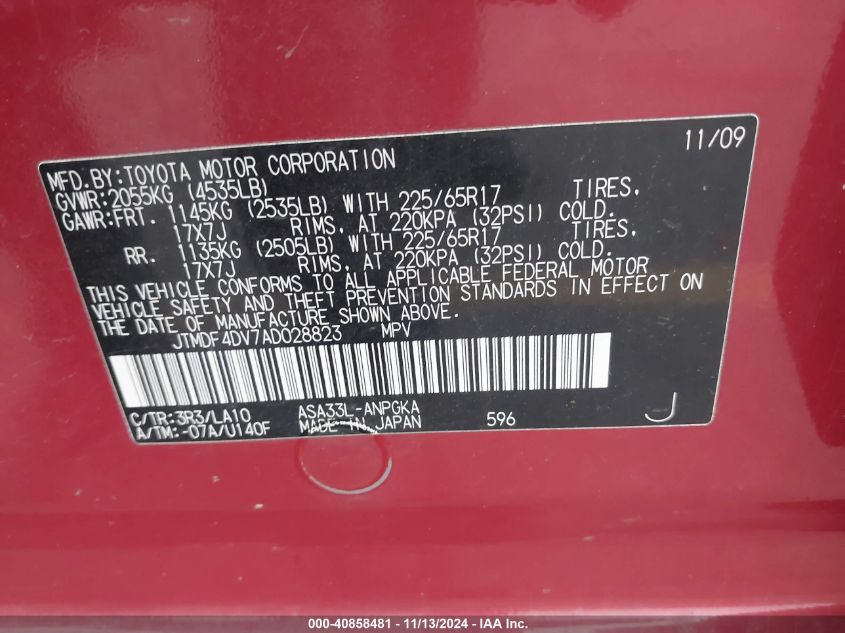 11/09
MFD.BY:TOYOTA MOTOR CORPORATION
GVWR:2055KG (4535LB)
GAWR:FRT. 1145KG (2535LB) WITH 225/65R17 TIRES,
17X7J RIMS, AT 220KPA (32PSI) COLD.
RR. 1135KG (2505LB) WITH 225/65R17 TIRES,
17X7J RIMS, AT 220KPA (32PSI) COLD.
THIS VEHICLE CONFORMS TO ALL APPLICABLE FEDERAL MOTOR
VEHICLE SAFETY AND THEFT PREVENTION STANDARDS IN EFFECT ON
THE DATE OF MANUFACTURE SHOWN ABOVE.
JTMDF4DV7AD028823 MPV
C/TR:3R3/LA10 ASA33L-ANPGKA
A/TM:-07A/U140F MADE IN JAPAN 596 J
000-40858481 - 11/13/2024 - IAA Inc.